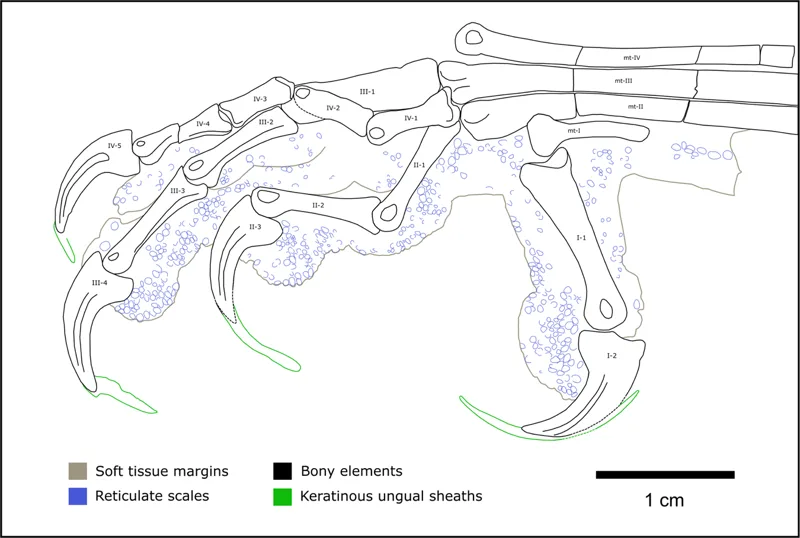 mt-IV
III-1
mt-III
IV-3
IV-2
mt-II
IV-4
III-2
IV-1
mt-I
IV-5
II-1
III-3
II-2
II-3
I-1
III-4
I-2
Soft tissue margins
Bony elements
Reticulate scales
Keratinous ungual sheaths
1 cm